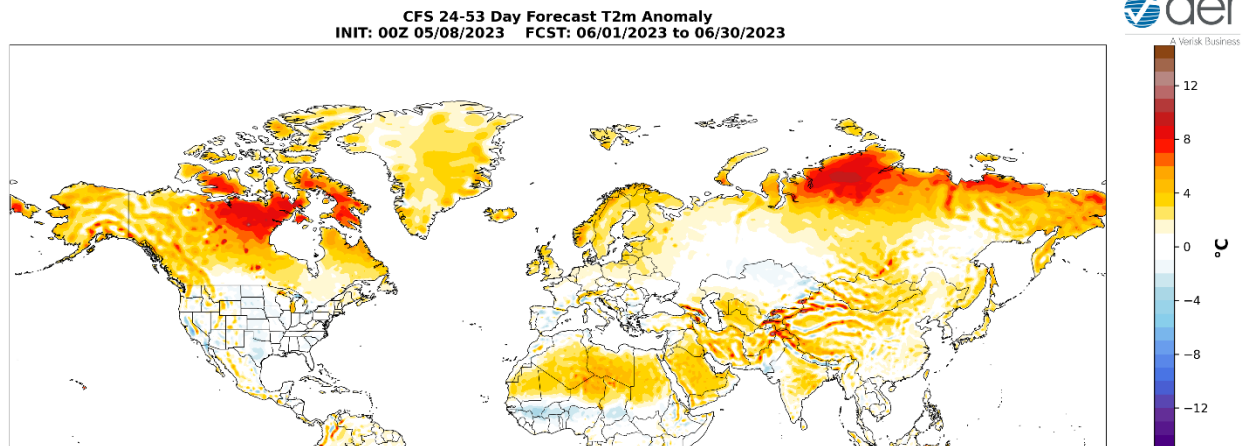 CFS 24-53 Day Forecast T2m Anomaly
INIT: 00Z 05/08/2023    FCST: 06/01/2023 to 06/30/2023
aer
A Verisk Business
12
8
4
0
−4
−8
−12
°C